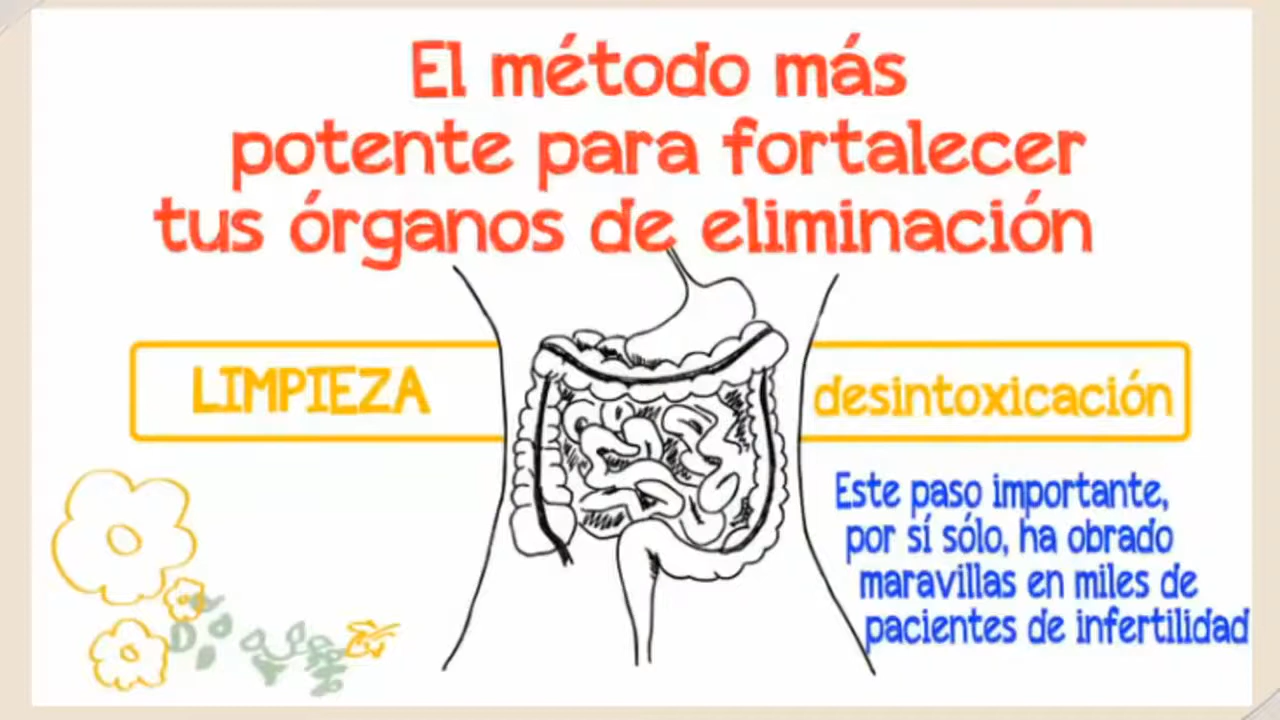 El método más
potente para fortalecer
tus órganos de eliminación
LIMPIEZA
desintoxicación
Este paso importante,
por sí sólo, ha obrado
maravillas en miles de
pacientes de infertilidad